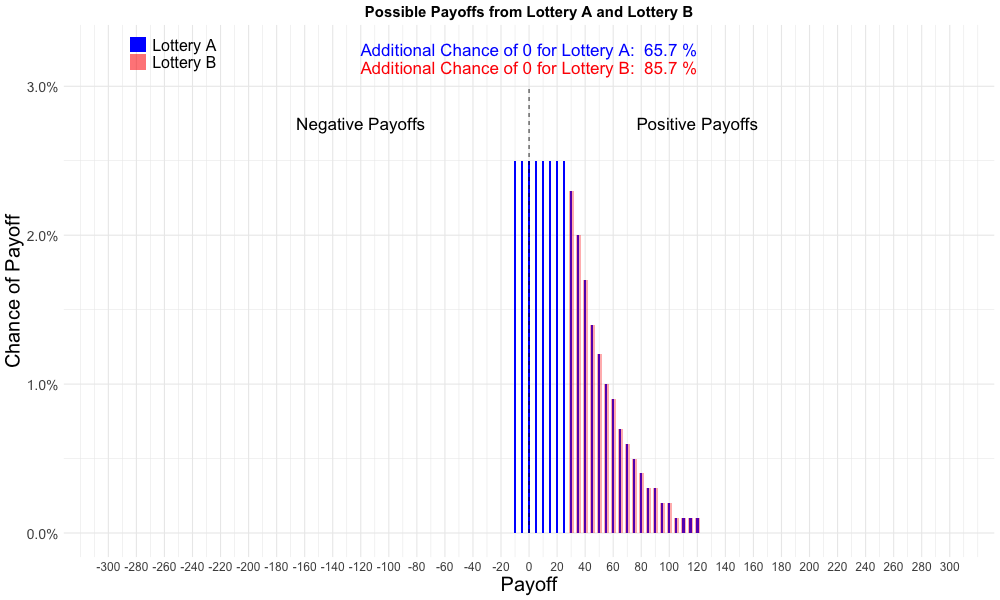 Possible Payoffs from Lottery A and Lottery B
Lottery A
Lottery B
Additional Chance of 0 for Lottery A: 65.7 %
Additional Chance of 0 for Lottery B: 85.7 %
Negative Payoffs
Positive Payoffs
3.0%
2.0%
1.0%
0.0%
Chance of Payoff
-300 -280 -260 -240 -220 -200 -180 -160 -140 -120 -100 -80 -60 -40 -20 0 20 40 60 80 100 120 140 160 180 200 220 240 260 280 300
Payoff